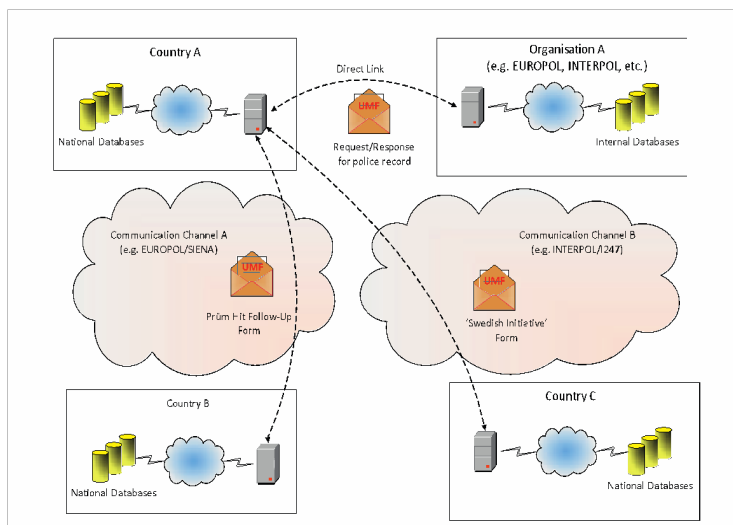 Country A
National Databases
Direct Link
UMF
Request/Response
for police record
Organisation A
(e.g. EUROPOL, INTERPOL, etc.)
Internal Databases
Communication Channel A
(e.g. EUROPOL/SIENA)
UMF
Prüm Hit Follow-Up
Form
Communication Channel B
(e.g. INTERPOL/I247)
UMF
'Swedish Initiative'
Form
Country B
National Databases
Country C
National Databases